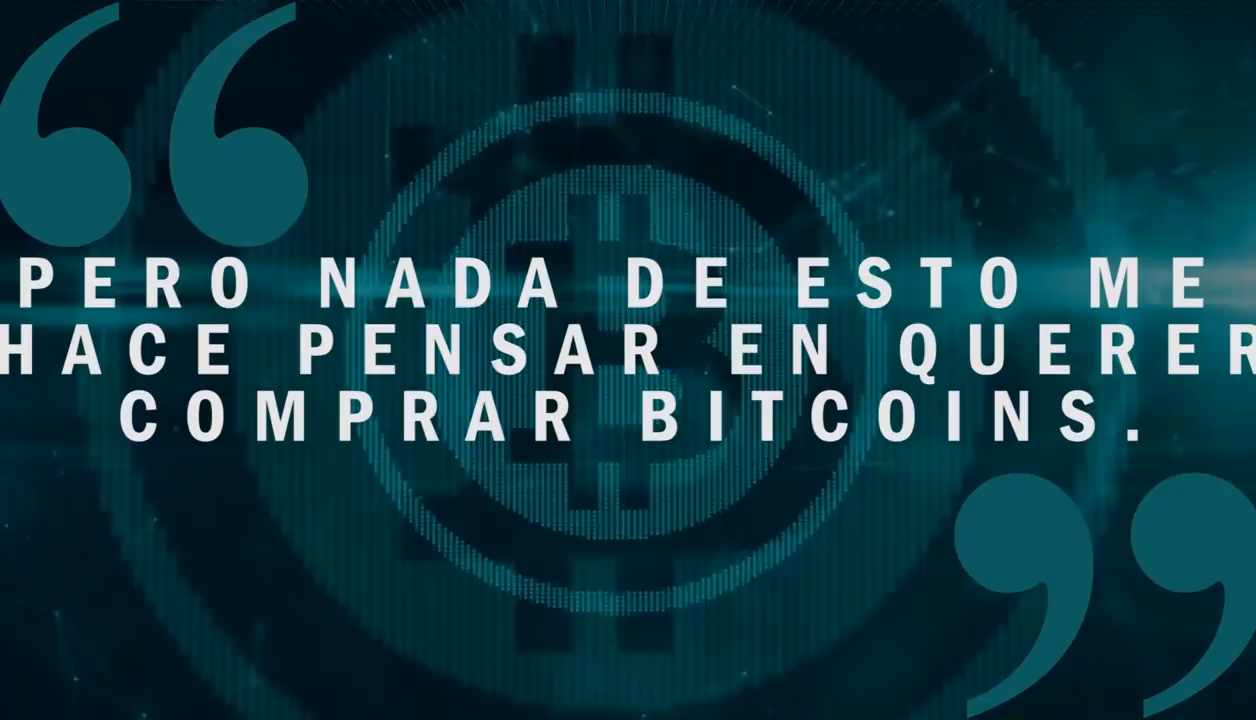 PERO NADA DE ESTO ME
HACE PENSAR EN QUERER
COMPRAR BITCOINS.